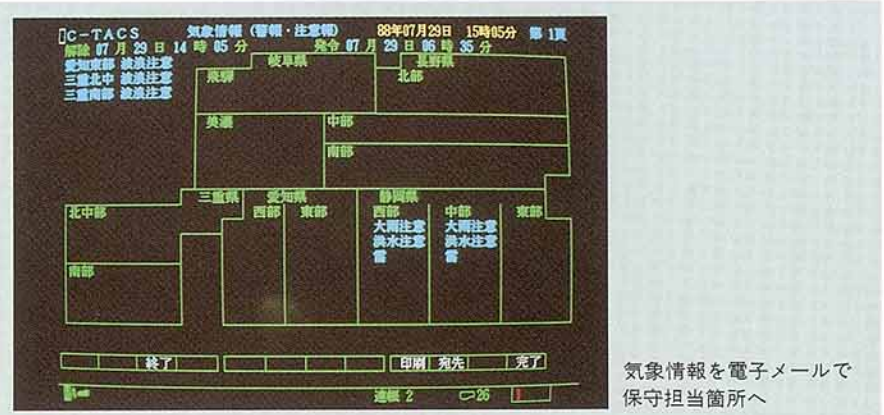 C-TACS 気象情報 (警報・注意報) 88年07月29日 15時05分 第 1頁
解除 07 月 29 日 14 時 05 分 発令 07 月 29 日 06 時 35 分
愛知東部 波浪注意
三重北中 波浪注意
三重南部 波浪注意
岐阜県 長野県
飛騨 北部
美濃 中部
南部
三重県 愛知県 静岡県
北中部 西部 東部 西部 中部 東部
大雨注意 大雨注意
洪水注意 洪水注意
雷 雷
南部
終了 印刷 宛先 完了
連帳 2 26
気象情報を電子メールで
保守担当箇所へ